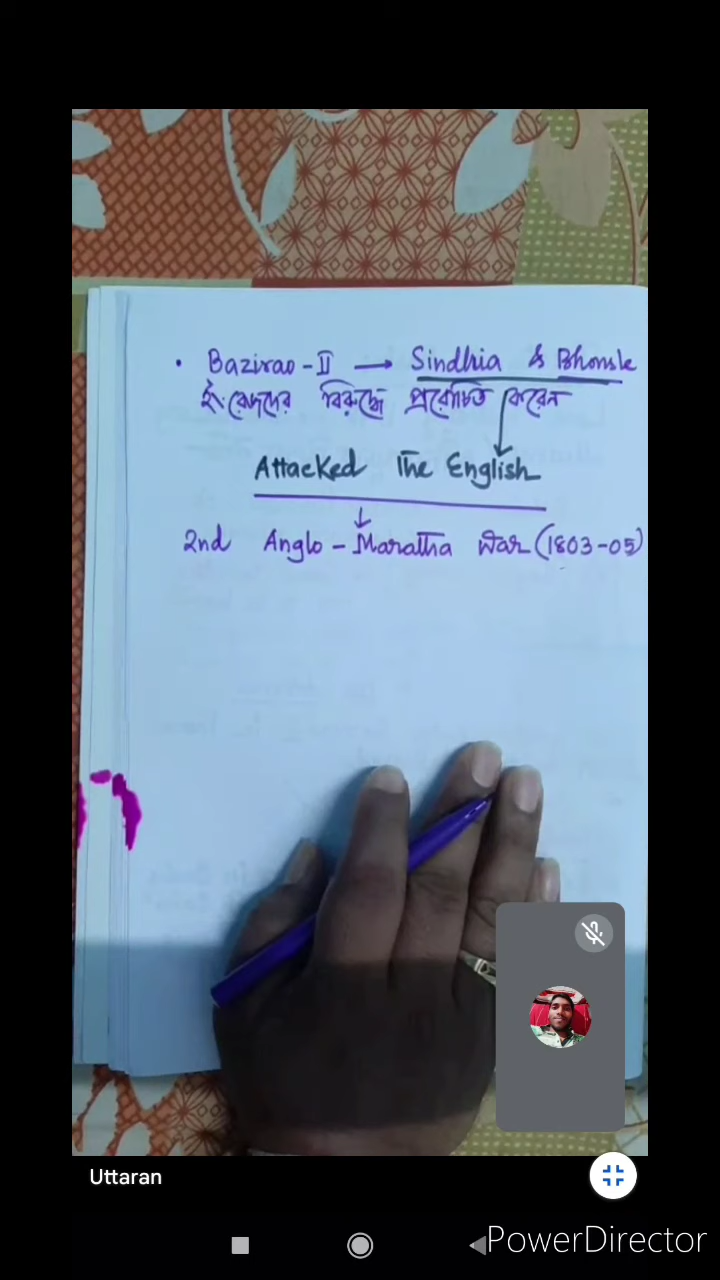 • Bazirao - II → Sindhia & Bhonsle
ইংরেজদের বিরুদ্ধে প্ররোচিত করেন
Attacked The English
2nd Anglo - Maratha War (1803-05)
Uttaran
PowerDirector